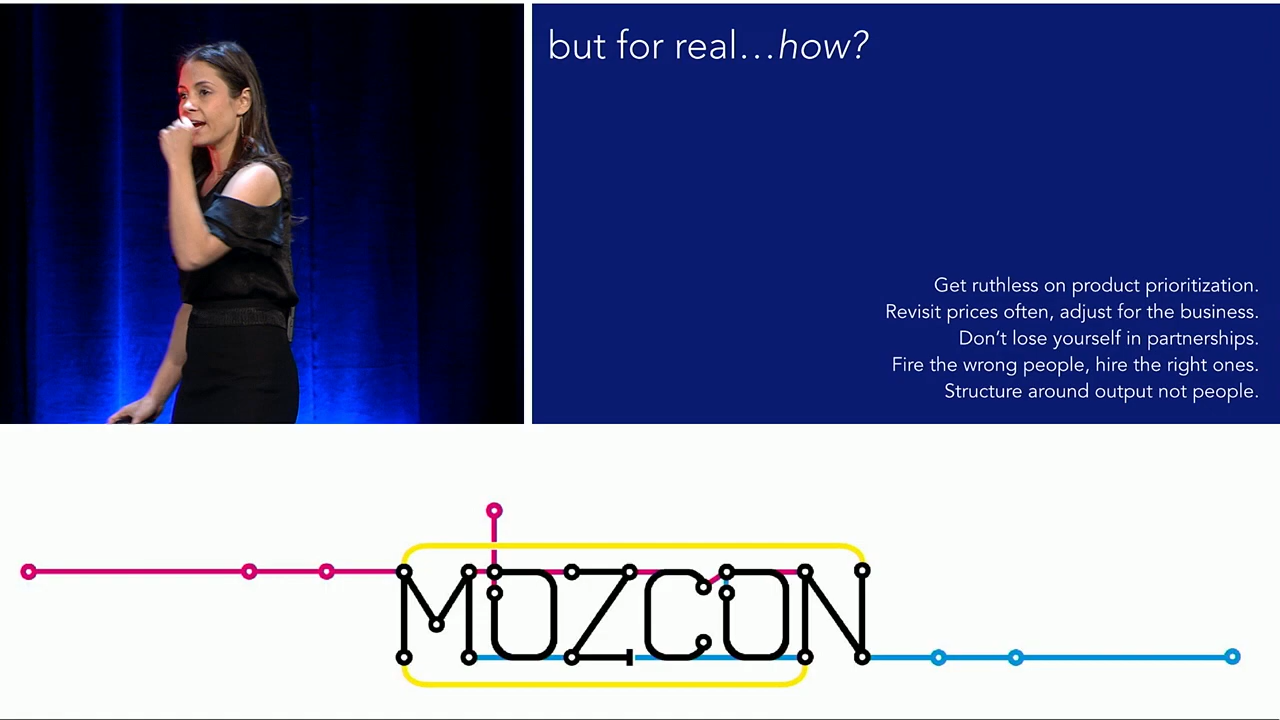 but for real...how?
Get ruthless on product prioritization.
Revisit prices often, adjust for the business.
Don’t lose yourself in partnerships.
Fire the wrong people, hire the right ones.
Structure around output not people.
MOZCON